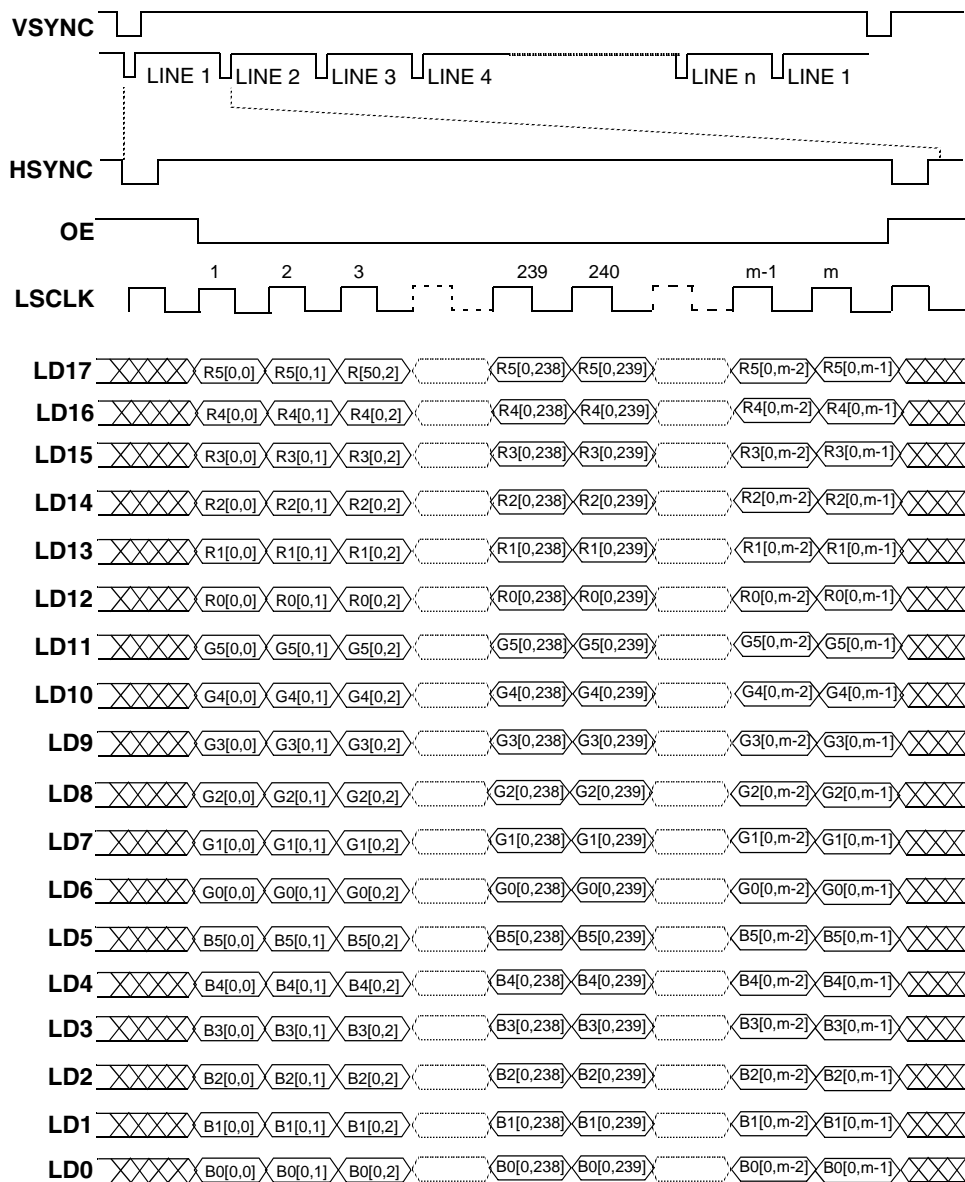 VSYNC
LINE 1 LINE 2 LINE 3 LINE 4 LINE n LINE 1
HSYNC
OE
1 2 3 239 240 m-1 m
LSCLK
LD17 R5[0,0] R5[0,1] R[50,2] R5[0,238] R5[0,239] R5[0,m-2] R5[0,m-1]
LD16 R4[0,0] R4[0,1] R4[0,2] R4[0,238] R4[0,239] R4[0,m-2] R4[0,m-1]
LD15 R3[0,0] R3[0,1] R3[0,2] R3[0,238] R3[0,239] R3[0,m-2] R3[0,m-1]
LD14 R2[0,0] R2[0,1] R2[0,2] R2[0,238] R2[0,239] R2[0,m-2] R2[0,m-1]
LD13 R1[0,0] R1[0,1] R1[0,2] R1[0,238] R1[0,239] R1[0,m-2] R1[0,m-1]
LD12 R0[0,0] R0[0,1] R0[0,2] R0[0,238] R0[0,239] R0[0,m-2] R0[0,m-1]
LD11 G5[0,0] G5[0,1] G5[0,2] G5[0,238] G5[0,239] G5[0,m-2] G5[0,m-1]
LD10 G4[0,0] G4[0,1] G4[0,2] G4[0,238] G4[0,239] G4[0,m-2] G4[0,m-1]
LD9 G3[0,0] G3[0,1] G3[0,2] G3[0,238] G3[0,239] G3[0,m-2] G3[0,m-1]
LD8 G2[0,0] G2[0,1] G2[0,2] G2[0,238] G2[0,239] G2[0,m-2] G2[0,m-1]
LD7 G1[0,0] G1[0,1] G1[0,2] G1[0,238] G1[0,239] G1[0,m-2] G1[0,m-1]
LD6 G0[0,0] G0[0,1] G0[0,2] G0[0,238] G0[0,239] G0[0,m-2] G0[0,m-1]
LD5 B5[0,0] B5[0,1] B5[0,2] B5[0,238] B5[0,239] B5[0,m-2] B5[0,m-1]
LD4 B4[0,0] B4[0,1] B4[0,2] B4[0,238] B4[0,239] B4[0,m-2] B4[0,m-1]
LD3 B3[0,0] B3[0,1] B3[0,2] B3[0,238] B3[0,239] B3[0,m-2] B3[0,m-1]
LD2 B2[0,0] B2[0,1] B2[0,2] B2[0,238] B2[0,239] B2[0,m-2] B2[0,m-1]
LD1 B1[0,0] B1[0,1] B1[0,2] B1[0,238] B1[0,239] B1[0,m-2] B1[0,m-1]
LD0 B0[0,0] B0[0,1] B0[0,2] B0[0,238] B0[0,239] B0[0,m-2] B0[0,m-1]